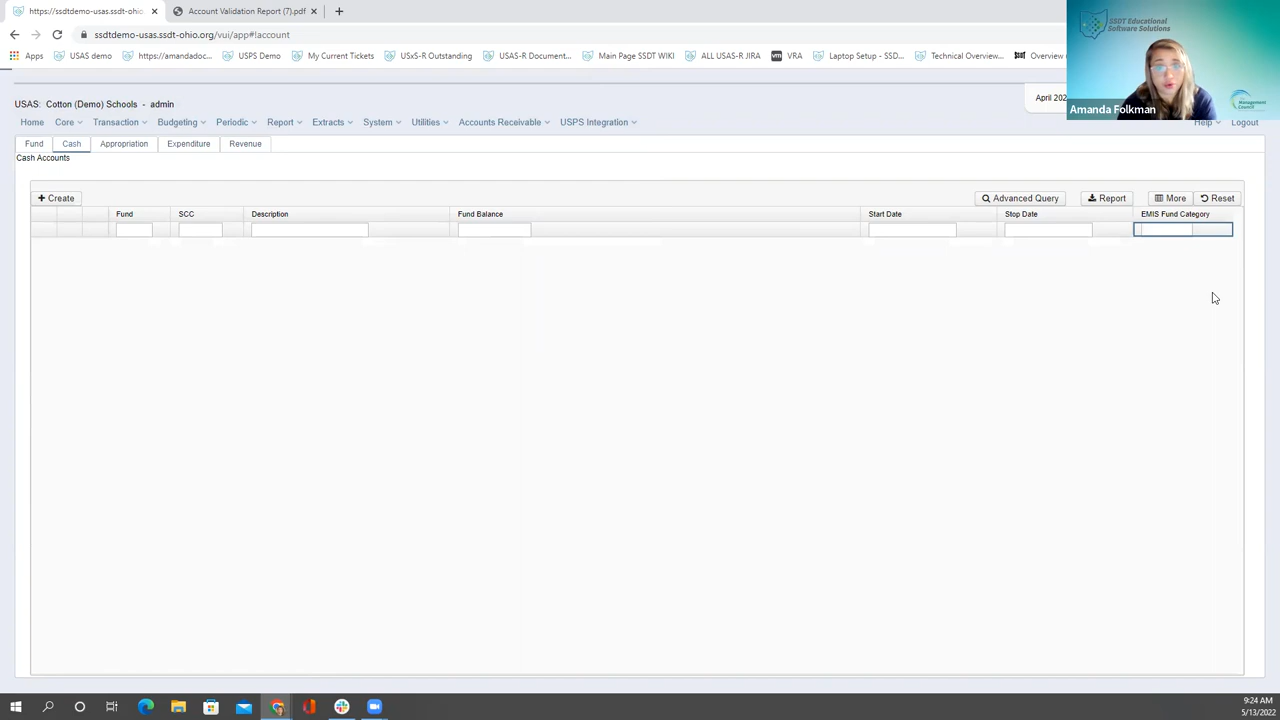 https://ssdtdemo-usas.ssdt-ohio.
Account Validation Report (7).pdf
ssdtdemo-usas.ssdt-ohio.org/vui/app#!account
Apps
USAS demo
https://amandadoc...
USPS Demo
My Current Tickets
USxS-R Outstanding
USAS-R Document...
Main Page SSDT
ALL USAS-R JIRA
vm
VRA
Laptop Setup - SSD...
Technical Overview...
Overview o
SSDT Educational
Software Solutions
Amanda Folkman
Management
Council
USAS: Cotton (Demo) Schools - admin
April 202
Home
Core
Transaction
Budgeting
Periodic
Report
Extracts
System
Utilities
Accounts Receivable
USPS Integration
Help
Logout
Fund
Cash
Appropriation
Expenditure
Revenue
Cash Accounts
Create
Advanced Query
Report
More
Reset
Fund
SCC
Description
Fund Balance
Start Date
Stop Date
EMIS Fund Category
9:24 AM
5/13/2022